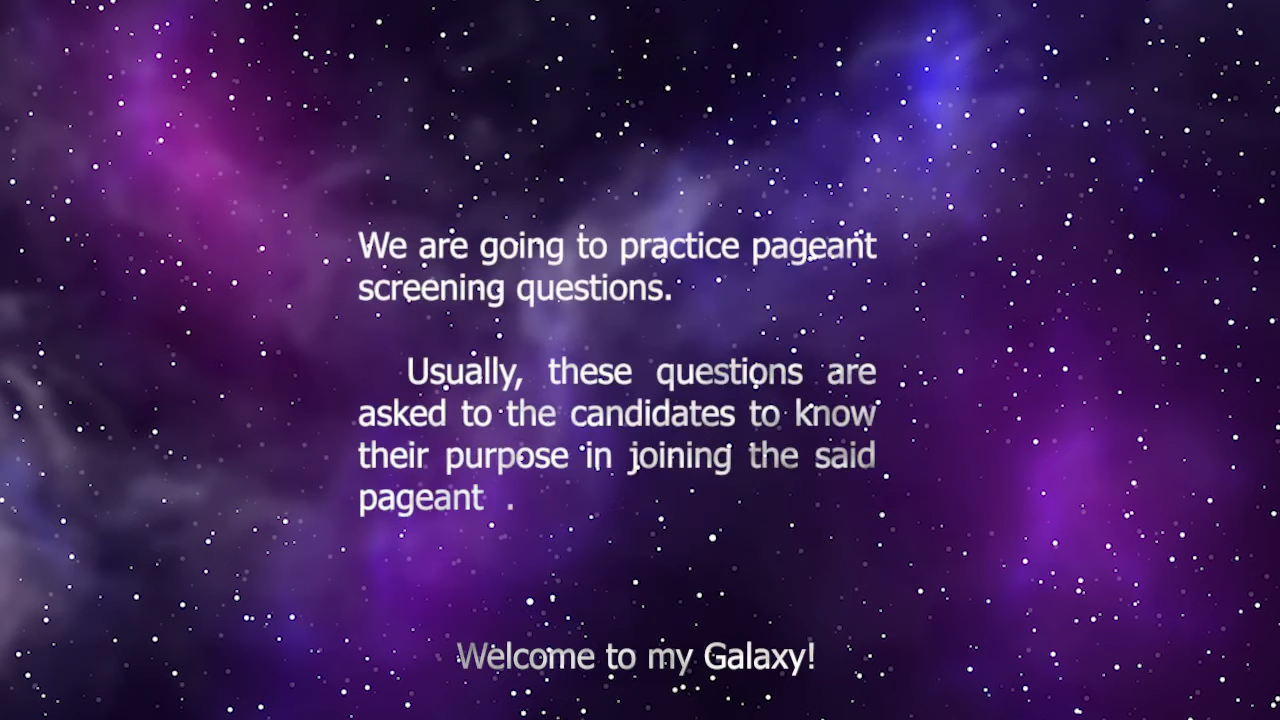 We are going to practice pageant
screening questions.
Usually, these questions are
asked to the candidates to know
their purpose in joining the said
pageant .
Welcome to my Galaxy!